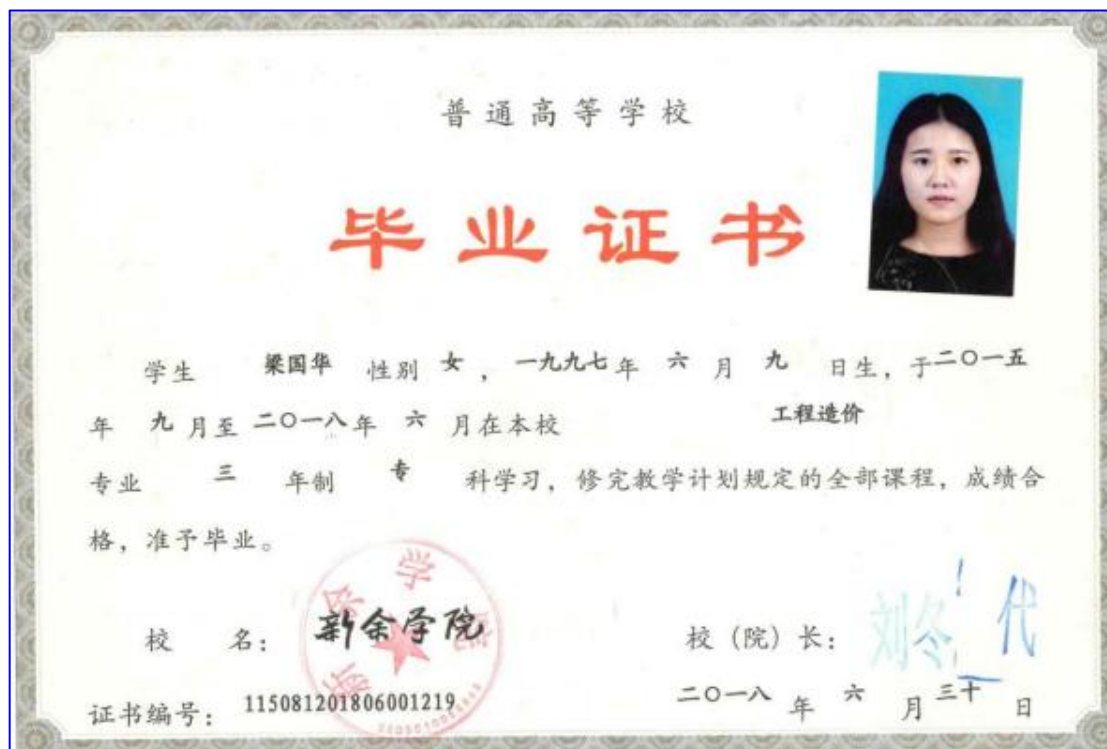 普通高等学校
毕业证书
学生 梁国华 性别 女，一九九七年 六 月 九 日生，于二〇一五
年 九 月至 二〇一八年 六 月在本校 工程造价
专业 三 年制 专 科学习，修完教学计划规定的全部课程，成绩合
格，准予毕业。
新余学院
校 名： 新余学院 校（院）长：
证书编号： 115081201806001219 二〇一八 年 六 月 三十 日